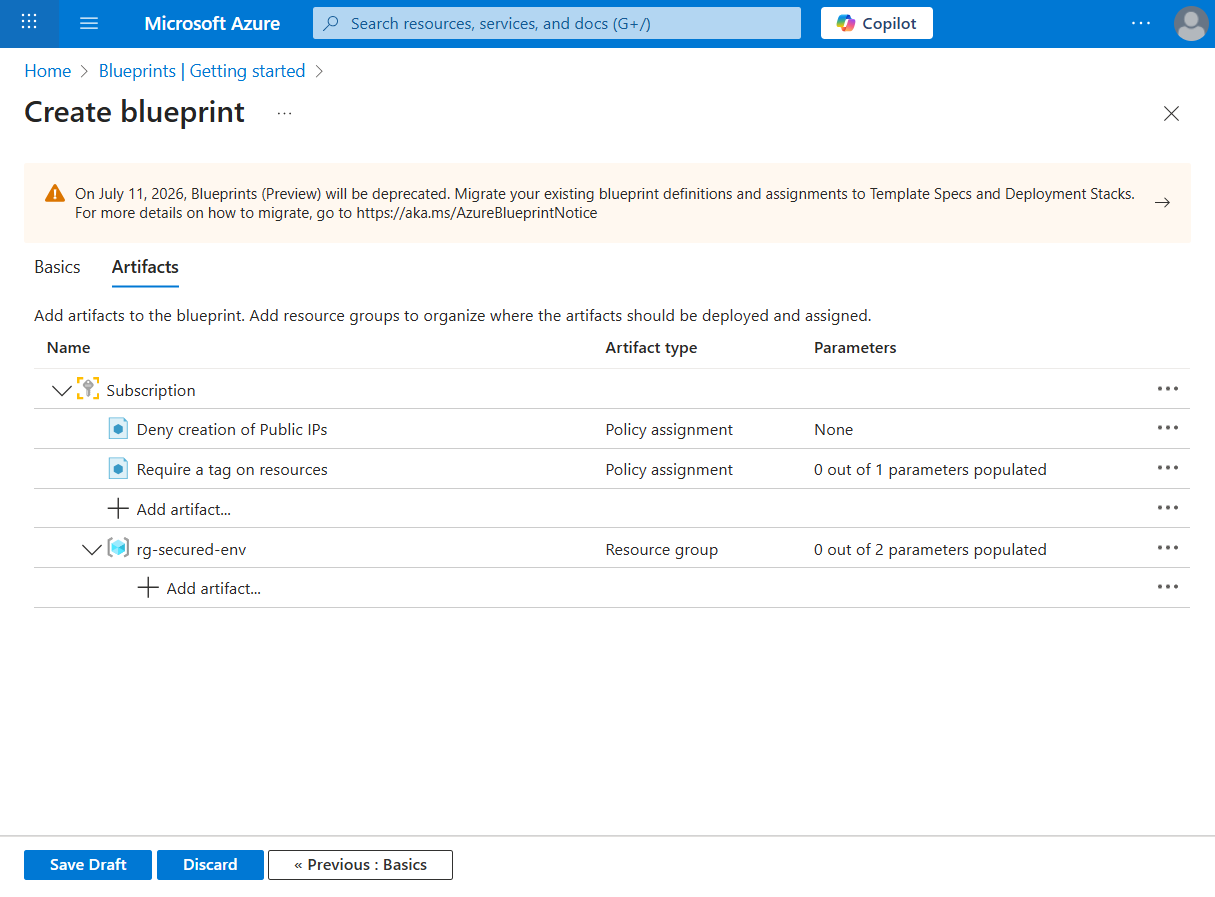 Microsoft Azure
Search resources, services, and docs (G+/)
Copilot
Home > Blueprints | Getting started >
Create blueprint
On July 11, 2026, Blueprints (Preview) will be deprecated. Migrate your existing blueprint definitions and assignments to Template Specs and Deployment Stacks.
For more details on how to migrate, go to https://aka.ms/AzureBlueprintNotice
Basics
Artifacts
Add artifacts to the blueprint. Add resource groups to organize where the artifacts should be deployed and assigned.
Name Artifact type Parameters
Subscription
Deny creation of Public IPs Policy assignment None
Require a tag on resources Policy assignment 0 out of 1 parameters populated
Add artifact...
rg-secured-env Resource group 0 out of 2 parameters populated
Add artifact...
Save Draft
Discard
« Previous : Basics